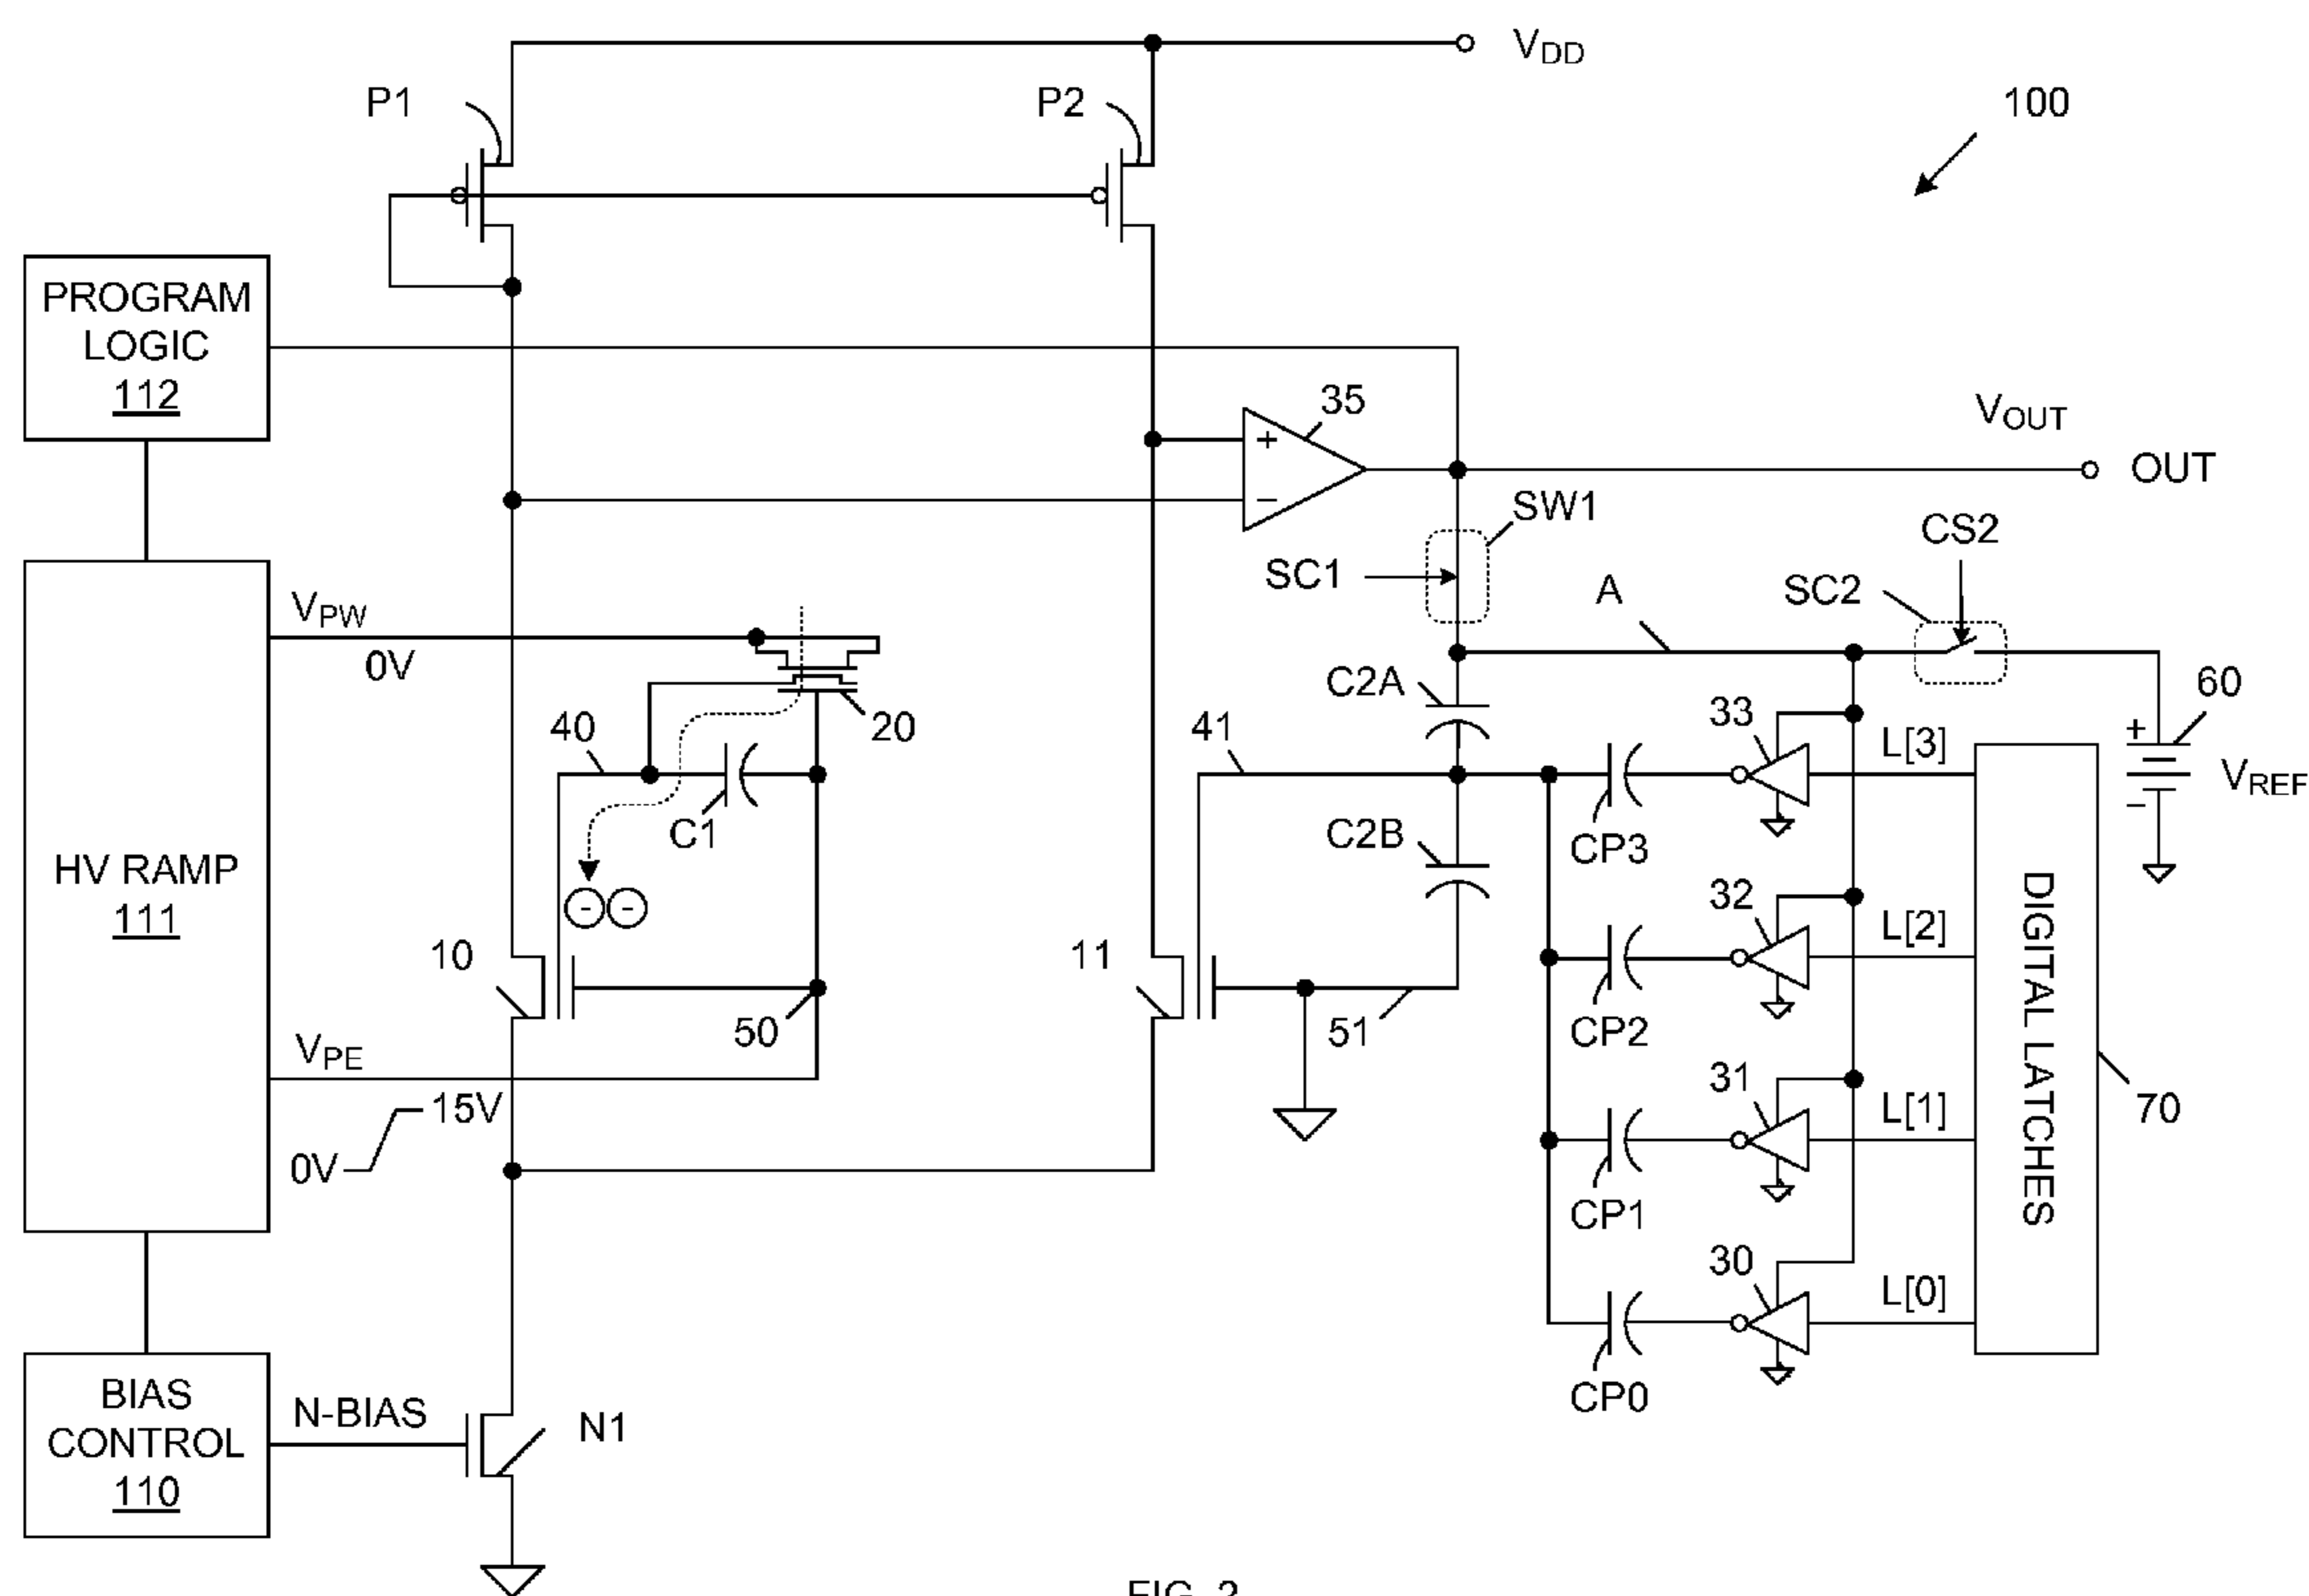 VDD
P1
P2
100
PROGRAM
LOGIC
112
35
+
−
VOUT
OUT
SW1
SC1
CS2
SC2
A
HV RAMP
111
VPW
0V
20
40
C1
- -
10
50
VPE
15V
0V
C2A
41
C2B
11
51
33
L[3]
CP3
32
L[2]
CP2
31
L[1]
CP1
30
L[0]
CP0
DIGITAL LATCHES
70
60
+
−
VREF
BIAS
CONTROL
110
N-BIAS
N1
FIG. 2